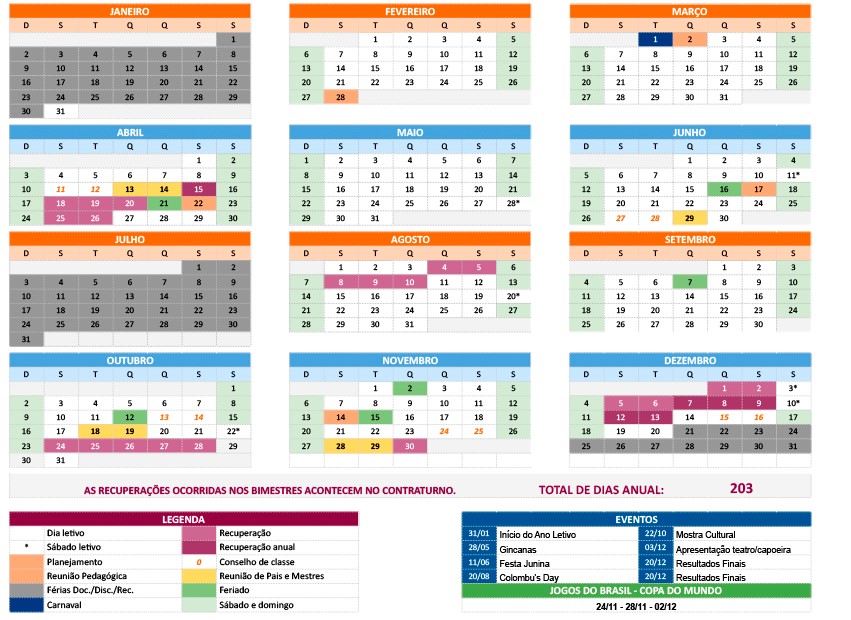 JANEIRO FEVEREIRO MARÇO
D S T Q Q S S D S T Q Q S S D S T Q Q S S
1 1 2 3 4 5 1 2 3 4 5
2 3 4 5 6 7 8 6 7 8 9 10 11 12 6 7 8 9 10 11 12
9 10 11 12 13 14 15 13 14 15 16 17 18 19 13 14 15 16 17 18 19
16 17 18 19 20 21 22 20 21 22 23 24 25 26 20 21 22 23 24 25 26
23 24 25 26 27 28 29 27 28 27 28 29 30 31
30 31
ABRIL MAIO JUNHO
D S T Q Q S S D S T Q Q S S D S T Q Q S S
1 2 1 2 3 4 5 6 7 1 2 3 4
3 4 5 6 7 8 9 8 9 10 11 12 13 14 5 6 7 8 9 10 11*
10 11 12 13 14 15 16 15 16 17 18 19 20 21 12 13 14 15 16 17 18
17 18 19 20 21 22 23 22 23 24 25 26 27 28* 19 20 21 22 23 24 25
24 25 26 27 28 29 30 29 30 31 26 27 28 29 30
JULHO AGOSTO SETEMBRO
D S T Q Q S S D S T Q Q S S D S T Q Q S S
1 2 1 2 3 4 5 6 1 2 3
3 4 5 6 7 8 9 7 8 9 10 11 12 13 4 5 6 7 8 9 10
10 11 12 13 14 15 16 14 15 16 17 18 19 20* 11 12 13 14 15 16 17
17 18 19 20 21 22 23 21 22 23 24 25 26 27 18 19 20 21 22 23 24
24 25 26 27 28 29 30 28 29 30 31 25 26 27 28 29 30
31
OUTUBRO NOVEMBRO DEZEMBRO
D S T Q Q S S D S T Q Q S S D S T Q Q S S
1 1 2 3 4 5 1 2 3*
2 3 4 5 6 7 8 6 7 8 9 10 11 12 4 5 6 7 8 9 10*
9 10 11 12 13 14 15 13 14 15 16 17 18 19 11 12 13 14 15 16 17
16 17 18 19 20 21 22* 20 21 22 23 24 25 26 18 19 20 21 22 23 24
23 24 25 26 27 28 29 27 28 29 30 25 26 27 28 29 30 31
30 31
AS RECUPERAÇÕES OCORRIDAS NOS BIMESTRES ACONTECEM NO CONTRATURNO. TOTAL DE DIAS ANUAL: 203
LEGENDA
Dia letivo Recuperação
* Sábado letivo Recuperação anual
Planejamento 0 Conselho de classe
Reunião Pedagógica Reunião de Pais e Mestres
Férias Doc./Disc./Rec. Feriado
Carnaval Sábado e domingo
EVENTOS
31/01 Início do Ano Letivo 22/10 Mostra Cultural
28/05 Gincanas 03/12 Apresentação teatro/capoeira
11/06 Festa Junina 20/12 Resultados Finais
20/08 Colombu's Day 20/12 Resultados Finais
JOGOS DO BRASIL - COPA DO MUNDO
24/11 - 28/11 - 02/12